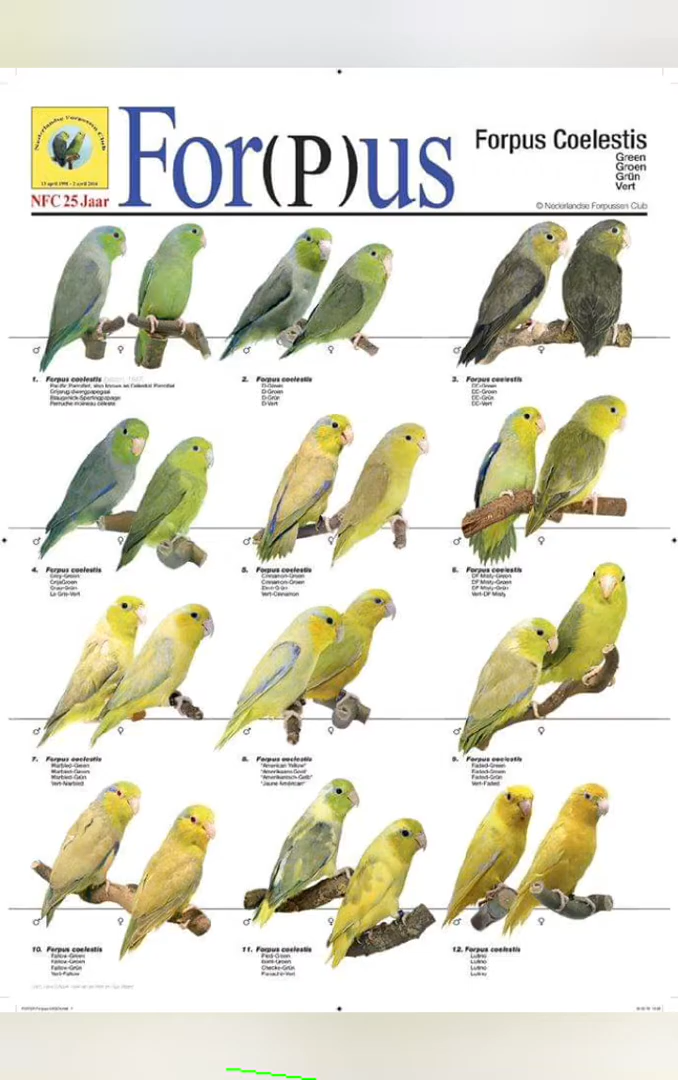 Nederlandse Forpussen Club
NFC 25 Jaar
For(P)us
Forpus Coelestis
Green
Groen
Grün
Vert
© Nederlandse Forpussen Club
♂ ♀ ♂ ♀ ♂ ♀
1. Forpus coelestis
Pacific Parrotlet, also known as Celestial Parrotlet
2. Forpus coelestis
D-Green
D-Groen
D-Grün
D-Vert
3. Forpus coelestis
DD-Green
DD-Groen
DD-Grün
DD-Vert
♂ ♀ ♂ ♀ ♂ ♀
4. Forpus coelestis
Grey-Green
GrijsGroen
Grau-Grün
Le Gris-Vert
5. Forpus coelestis
Cinnamon-Green
Cinnamon-Groen
Vert-Cinnamon
6. Forpus coelestis
DF Misty-Green
DF Misty-Groen
DF Misty-Grün
Vert-DF Misty
♂ ♀ ♂ ♀ ♂ ♀
7. Forpus coelestis
Marbled-Green
Marbled-Groen
Marbled-Grün
Vert-Marbled
8. Forpus coelestis
"American Yellow"
"Amerikaans Geel"
"Amerikanisch-Gelb"
"Jaune Américain"
9. Forpus coelestis
Faded-Green
Faded-Groen
Faded-Grün
Vert-Faded
♂ ♀ ♂ ♀ ♂ ♀
10. Forpus coelestis
Fallow-Green
Fallow-Groen
Fallow-Grün
Vert-Fallow
11. Forpus coelestis
Pied-Green
Bont-Groen
Schecke-Grün
Panaché-Vert
12. Forpus coelestis
Lutino
Lutino
Lutino
Lutino